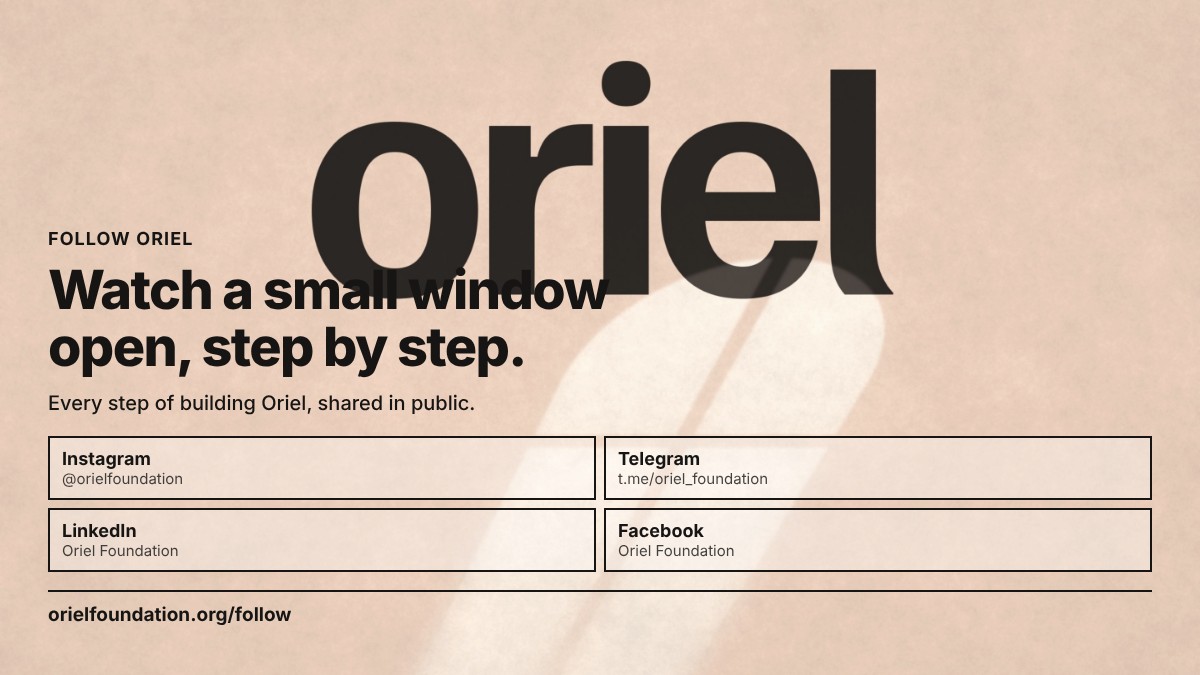 oriel
FOLLOW ORIEL
Watch a small window
open, step by step.
Every step of building Oriel, shared in public.
Instagram
@orielfoundation
Telegram
t.me/oriel_foundation
LinkedIn
Oriel Foundation
Facebook
Oriel Foundation
orielfoundation.org/follow